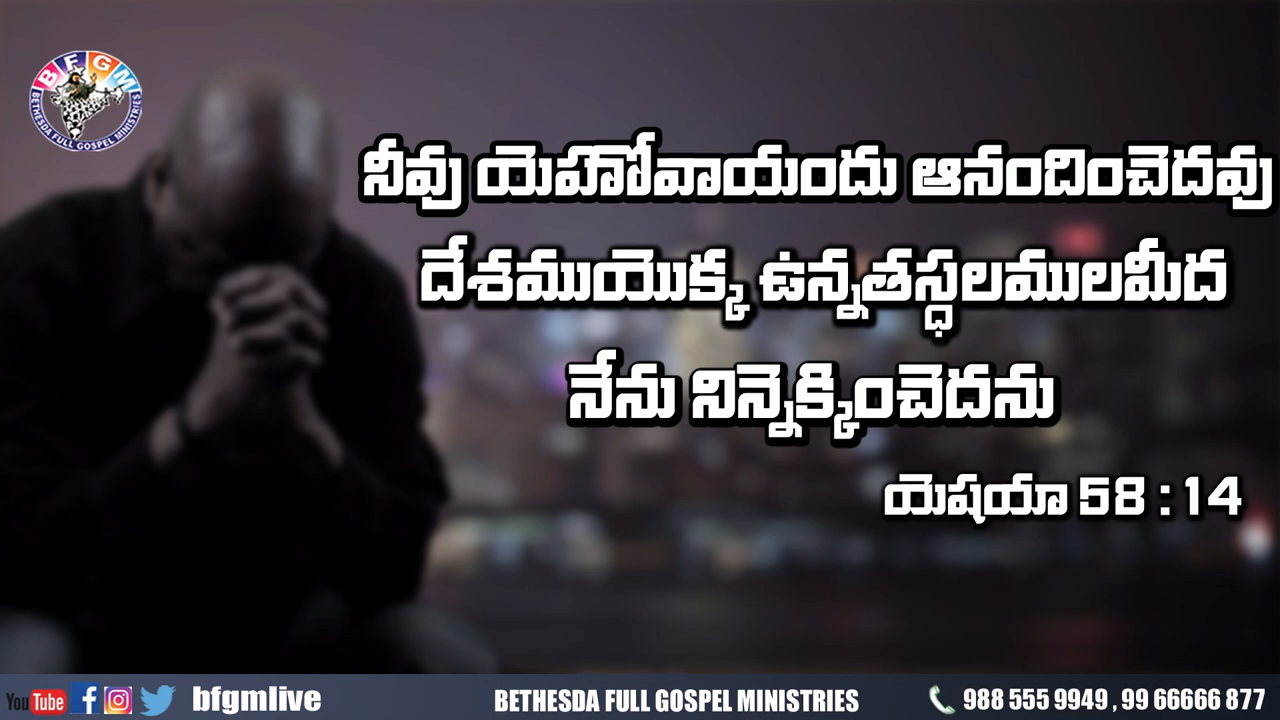 BFGM
BETHESDA FULL GOSPEL MINISTRIES
నీవు యెహోవాయందు ఆనందించెదవు
దేశముయొక్క ఉన్నతస్థలములమీద
నేను నిన్నెక్కించెదను
యెషయా 58 : 14
YouTube bfgmlive BETHESDA FULL GOSPEL MINISTRIES 988 555 9949 , 99 66666 877